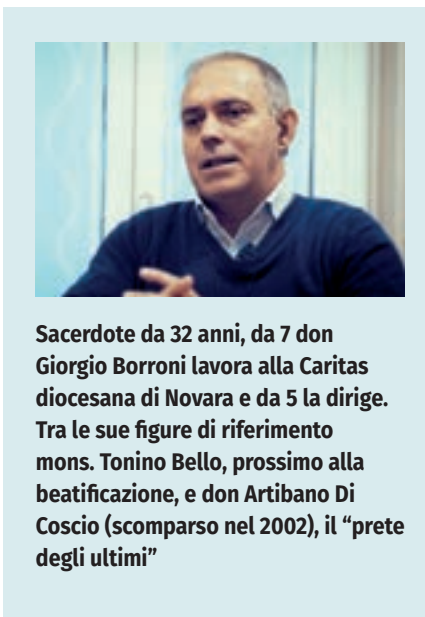 Sacerdote da 32 anni, da 7 don
Giorgio Borroni lavora alla Caritas
diocesana di Novara e da 5 la dirige.
Tra le sue figure di riferimento
mons. Tonino Bello, prossimo alla
beatificazione, e don Artibano Di
Coscio (scomparso nel 2002), il “prete
degli ultimi”